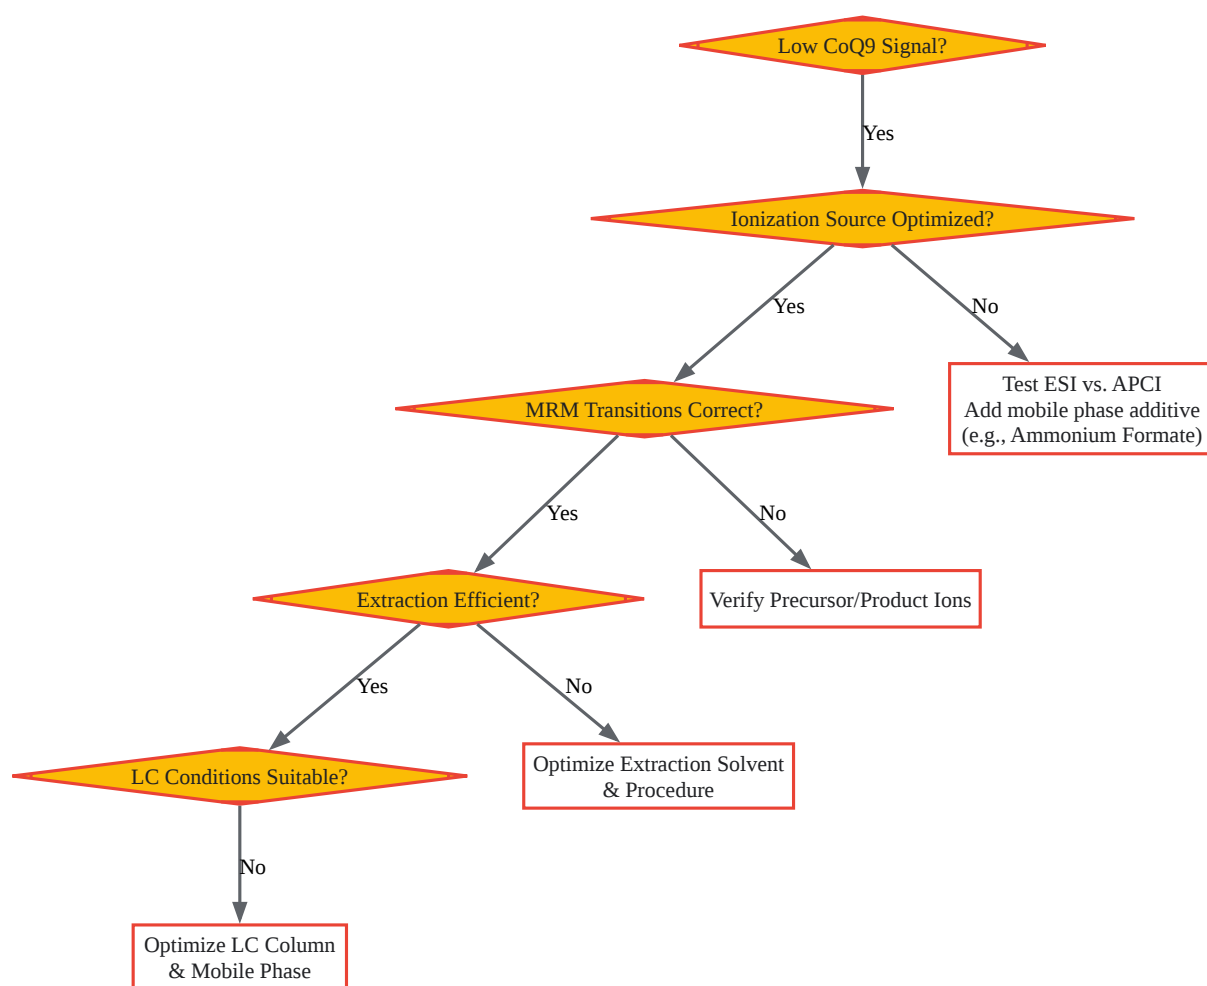 Low CoQ9 Signal?
Yes
Ionization Source Optimized?
Yes
No
Test ESI vs. APCI
Add mobile phase additive
(e.g., Ammonium Formate)
MRM Transitions Correct?
Yes
No
Verify Precursor/Product Ions
Extraction Efficient?
Yes
No
Optimize Extraction Solvent
& Procedure
LC Conditions Suitable?
No
Optimize LC Column
& Mobile Phase